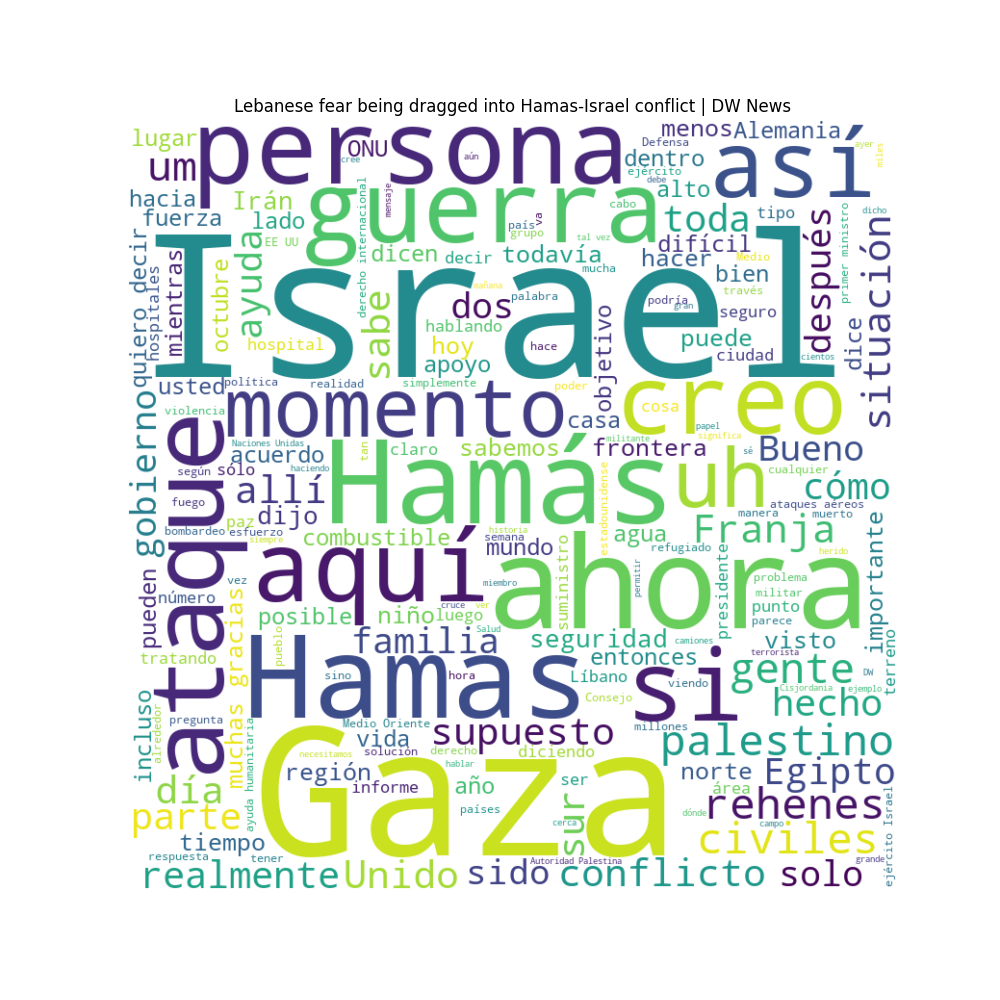 Lebanese fear being dragged into Hamas-Israel conflict | DW News
lugar
um
persona
cree
ONU
aún
Defensa
menos
Alemania
ayer
miles
dentro
ejército
debe
alto
así
hacia
fuerza
Irán
lado
EE UU
guerra
mensaje
derecho internacional
dicen
decir
país
grupo
va
todavía
tal vez
cabo
toda
tipo
difícil
hacer
mucha
Medio
bien
después
primer ministro
dicho
situación
quiero decir
hospitales
mientras
octubre
ayuda
hospital
Israel
sabe
mañana
dos
palabra
hablando
hoy
hace
apoyo
objetivo
podría
gran
través
seguro
puede
ciudad
cientos
dice
usted
política
realidad
simplemente
violencia
momento
poder
casa
creo
cosa
papel
significa
gobierno
ataque
Naciones Unidas
acuerdo
según
sólo
haciendo
tan
claro
sabemos
militante
frontera
sé
Bueno
cualquier
Hamás
uh
cómo
allí
dijo
fuego
bombardeo
esfuerzo
paz
siempre
combustible
historia
semana
mundo
estadounidense
ataques aéreos
manera
muerto
agua
Franja
refugiado
herido
importante
pueden
vez
número
aquí
miembro
ahora
suministro
permitir
presidente
problema
militar
punto
parece
muchas gracias
posible
niño
luego
cruce
ver
Salud
familia
seguridad
entonces
camiones
visto
terrorista
terreno
pueblo
tratando
Hamas
sino
hora
Líbano
viendo
si
gente
DW
Cisjordania
ejemplo
incluso
alrededor
pregunta
Consejo
hecho
Medio Oriente
vida
solución
supuesto
millones
palestino
día
ayuda humanitaria
necesitamos
derecho
hablar
diciendo
región
informe
año
ser
norte
área
Egipto
Gaza
países
sur
cerca
dónde
rehenes
parte
tiempo
campo
civiles
ejército Israel
respuesta
tener
Autoridad Palestina
grande
realmente
Unido
sido
conflicto
solo